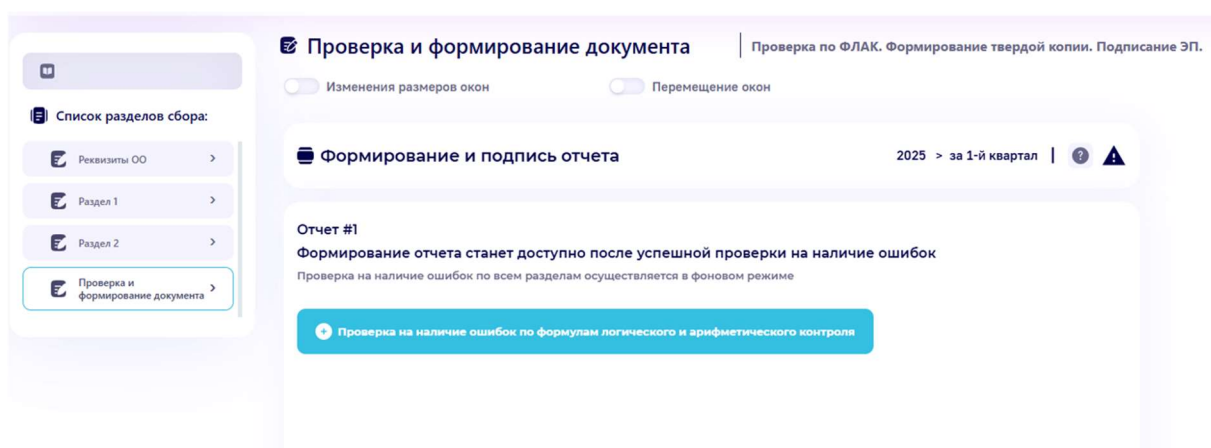 Проверка и формирование документа
Проверка по ФЛАК. Формирование твердой копии. Подписание ЭП.
Изменения размеров окон
Перемещение окон
Список разделов сбора:
Реквизиты ОО
Раздел 1
Раздел 2
Проверка и
формирование документа
Формирование и подпись отчета
2025 > за 1-й квартал
Отчет #1
Формирование отчета станет доступно после успешной проверки на наличие ошибок
Проверка на наличие ошибок по всем разделам осуществляется в фоновом режиме
Проверка на наличие ошибок по формулам логического и арифметического контроля